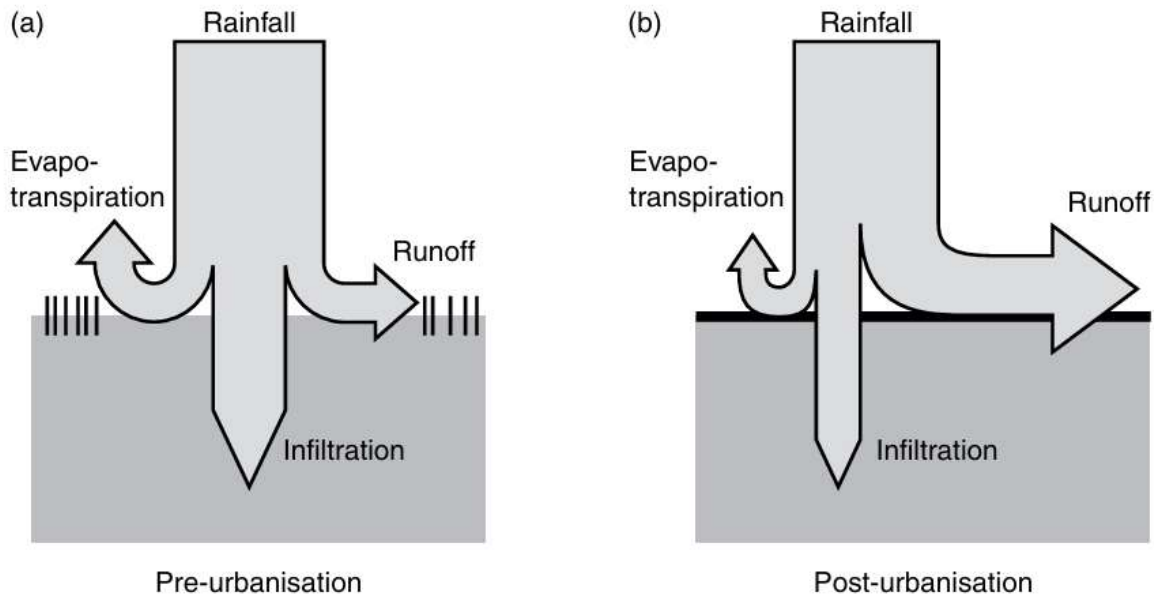 (a)
Rainfall
Evapo-
transpiration
Runoff
Infiltration
Pre-urbanisation
(b)
Rainfall
Evapo-
transpiration
Runoff
Infiltration
Post-urbanisation